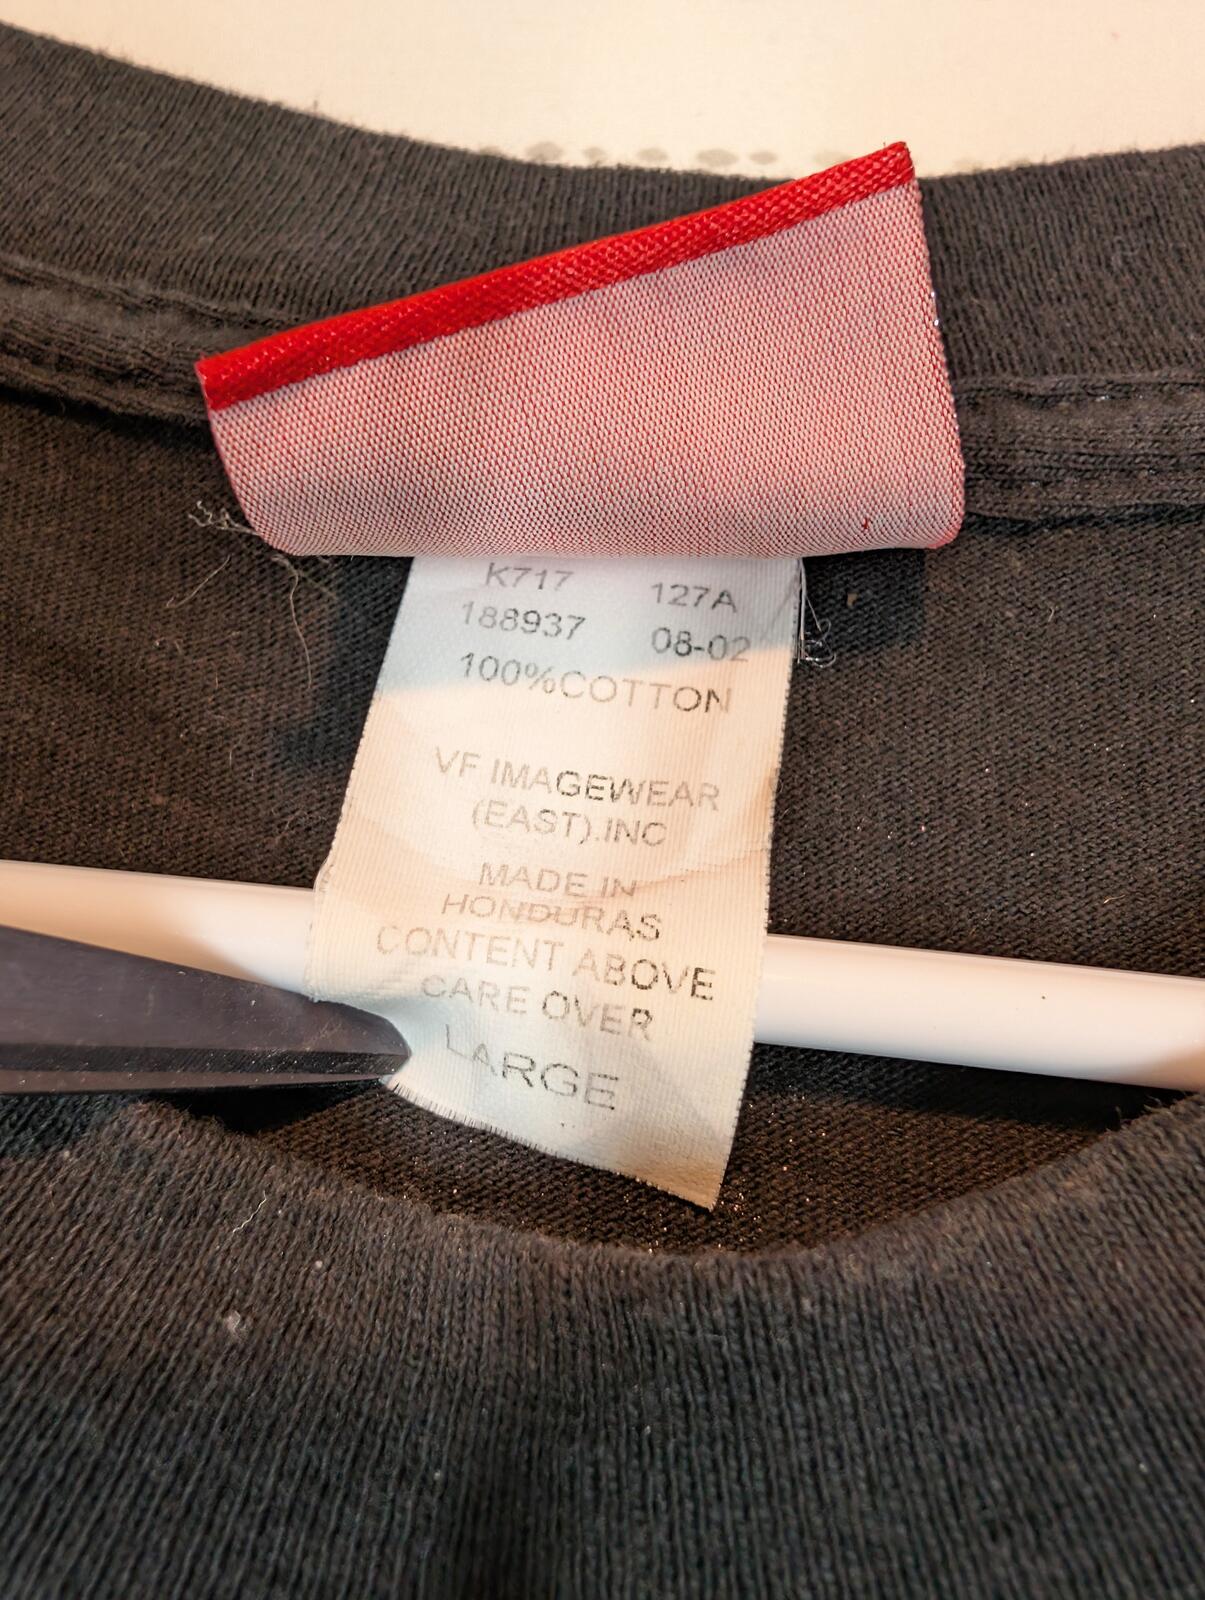 K717 127A
188937 08-02
100%COTTON
VF IMAGEWEAR
(EAST).INC
MADE IN
HONDURAS
CONTENT ABOVE
CARE OVER
LARGE